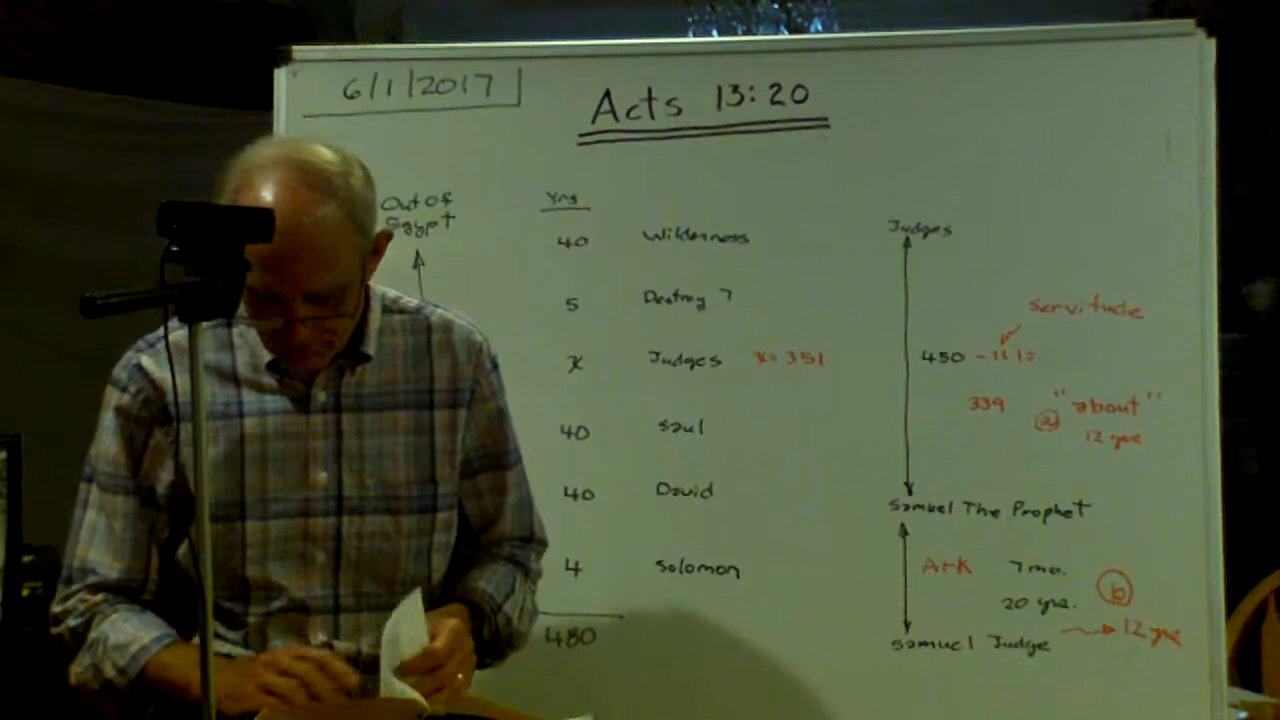 6/1/2017
Acts 13:20
Out of
Egypt
Yrs
40 Wilderness
5 Destroy 7
x Judges x = 351
40 Saul
40 David
4 Solomon
480
Judges
servitude
450 - 111 =
339 "about"
a 12 yrs
Samuel The Prophet
Ark 7 mo.
20 yrs. b
Samuel Judge → 12 yrs